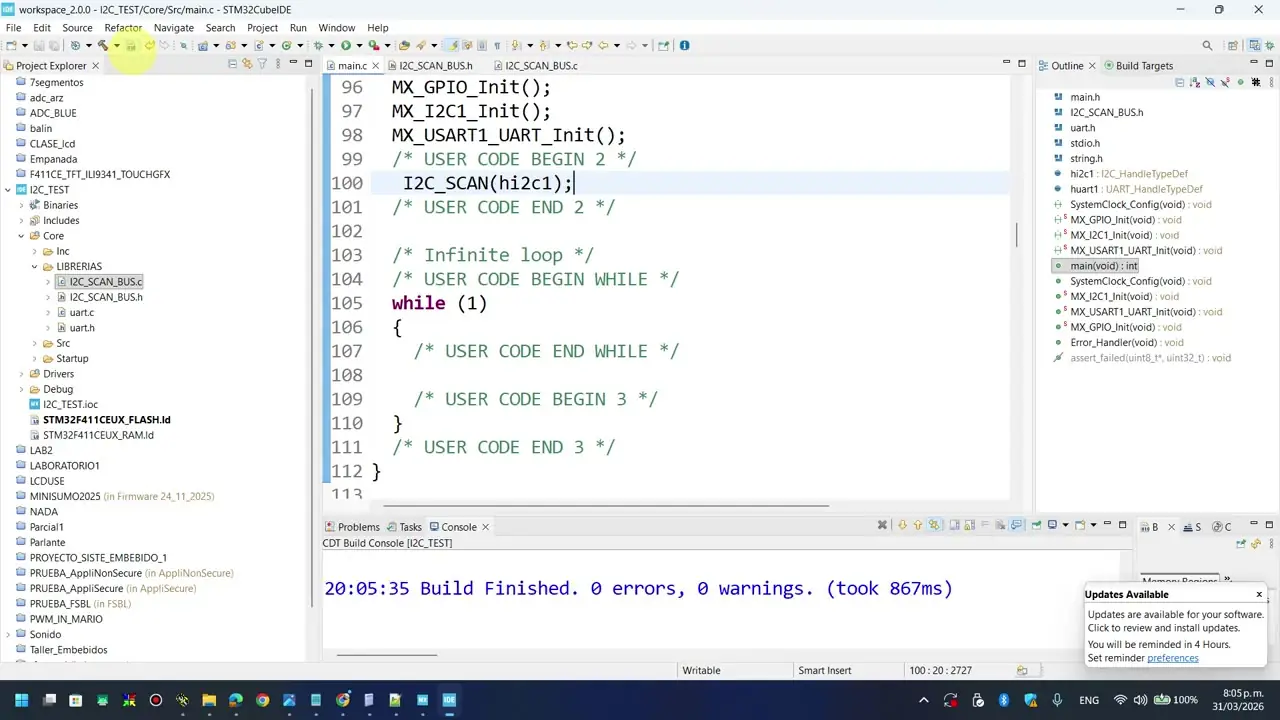 workspace_2.0.0 - I2C_TEST/Core/Src/main.c - STM32CubeIDE
File Edit Source Refactor Navigate Search Project Run Window Help
Project Explorer
7segmentos
adc_arz
ADC_BLUE
balin
CLASE_lcd
Empanada
F411CE_TFT_ILI9341_TOUCHGFX
I2C_TEST
Binaries
Includes
Core
Inc
LIBRERIAS
I2C_SCAN_BUS.c
I2C_SCAN_BUS.h
uart.c
uart.h
Src
Startup
Drivers
Debug
I2C_TEST.ioc
STM32F411CEUX_FLASH.ld
STM32F411CEUX_RAM.ld
LAB2
LABORATORIO1
LCDUSE
MINISUMO2025 (in Firmware 24_11_2025)
NADA
Parcial1
Parlante
PROYECTO_SISTE_EMBEBIDO_1
PRUEBA_AppliNonSecure (in AppliNonSecure)
PRUEBA_AppliSecure (in AppliSecure)
PRUEBA_FSBL (in FSBL)
PWM_IN_MARIO
Sonido
Taller_Embebidos
main.c I2C_SCAN_BUS.h I2C_SCAN_BUS.c
96 MX_GPIO_Init();
97 MX_I2C1_Init();
98 MX_USART1_UART_Init();
99 /* USER CODE BEGIN 2 */
100 I2C_SCAN(hi2c1);
101 /* USER CODE END 2 */
102
103 /* Infinite loop */
104 /* USER CODE BEGIN WHILE */
105 while (1)
106 {
107 /* USER CODE END WHILE */
108
109 /* USER CODE BEGIN 3 */
110 }
111 /* USER CODE END 3 */
112 }
113
Outline Build Targets
main.h
I2C_SCAN_BUS.h
uart.h
stdio.h
string.h
hi2c1 : I2C_HandleTypeDef
huart1 : UART_HandleTypeDef
SystemClock_Config(void) : void
MX_GPIO_Init(void) : void
MX_I2C1_Init(void) : void
MX_USART1_UART_Init(void) : void
main(void) : int
SystemClock_Config(void) : void
MX_I2C1_Init(void) : void
MX_USART1_UART_Init(void) : void
MX_GPIO_Init(void) : void
Error_Handler(void) : void
assert_failed(uint8_t*, uint32_t) : void
Problems Tasks Console
CDT Build Console [I2C_TEST]
20:05:35 Build Finished. 0 errors, 0 warnings. (took 867ms)
B S C
Memory Regions
Updates Available
Updates are available for your software.
Click to review and install updates.
You will be reminded in 4 Hours.
Set reminder preferences
Writable Smart Insert 100 : 20 : 2727
ENG 100% 8:05 p.m.
31/03/2026